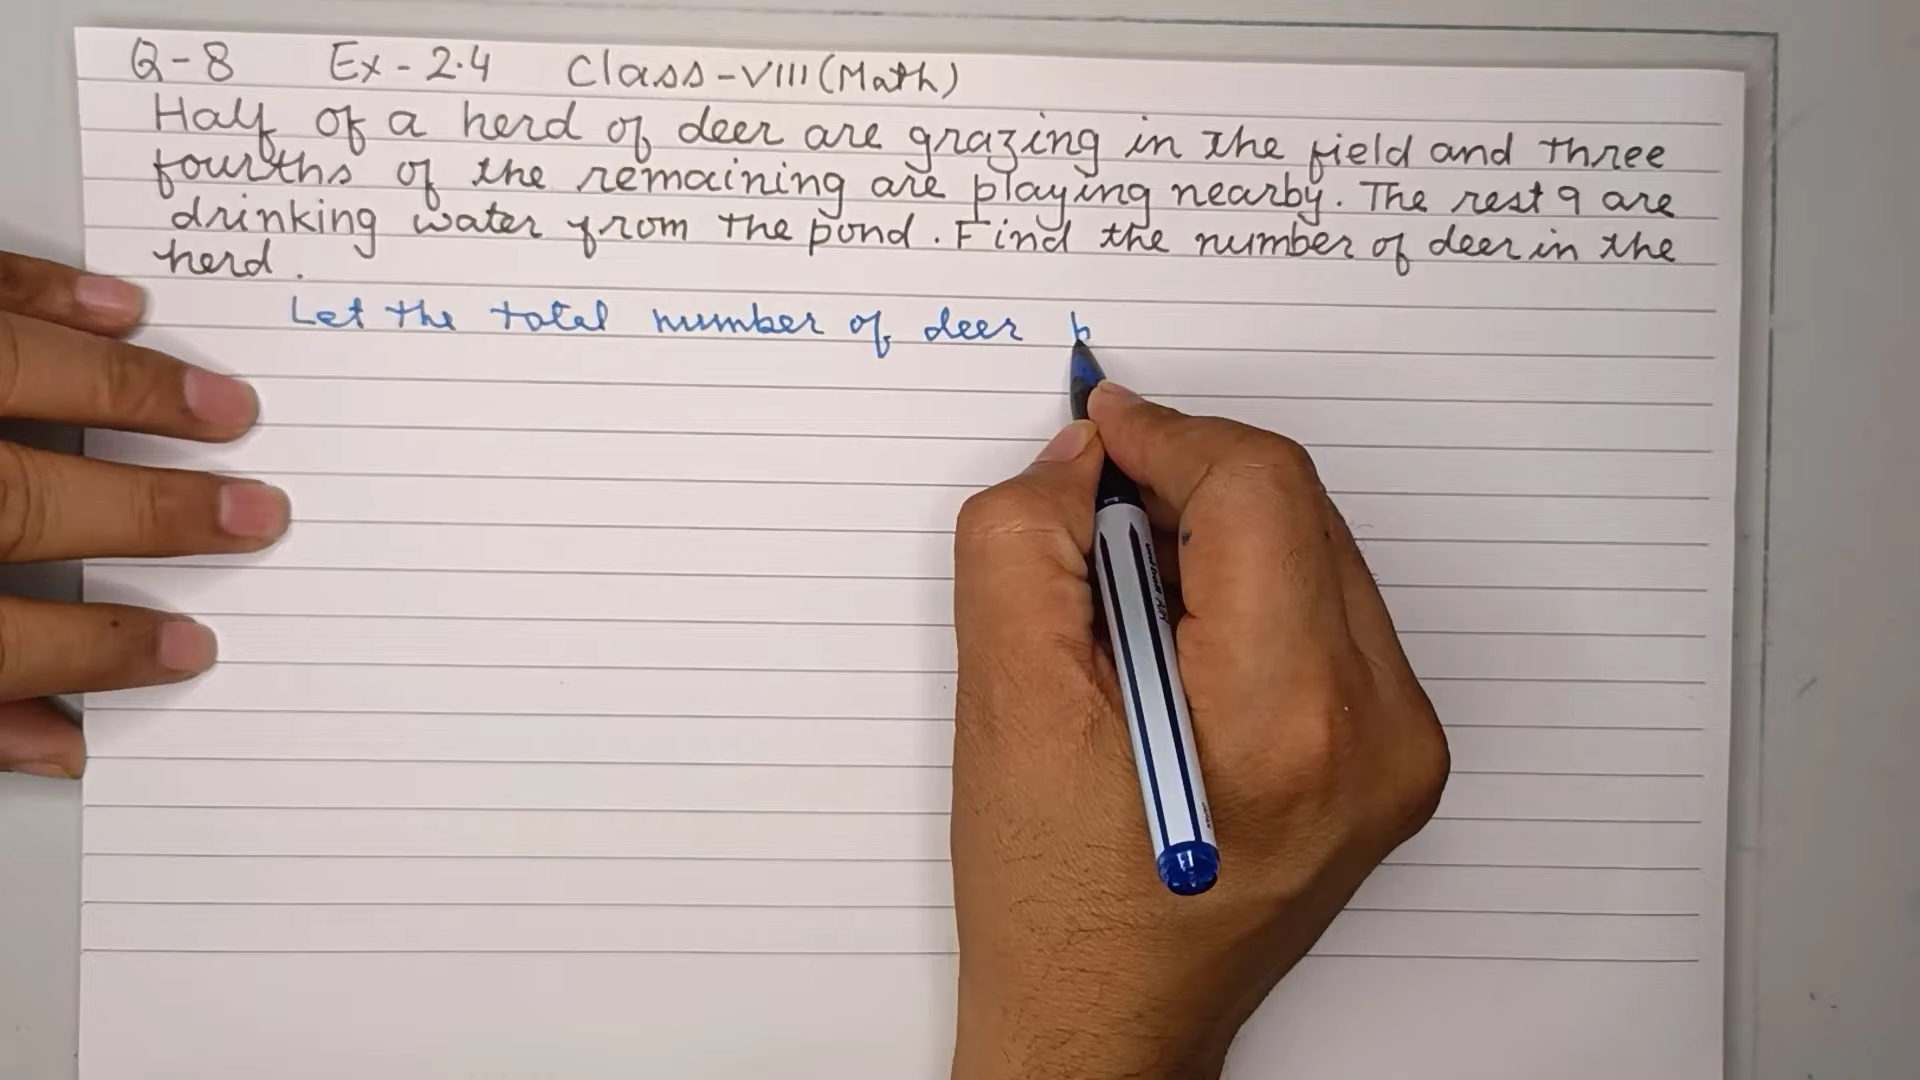 Q-8 Ex-2.4 Class-VIII (Math)
Half of a herd of deer are grazing in the field and three
fourths of the remaining are playing nearby. The rest 9 are
drinking water from the pond. Find the number of deer in the
herd.
Let the total number of deer b